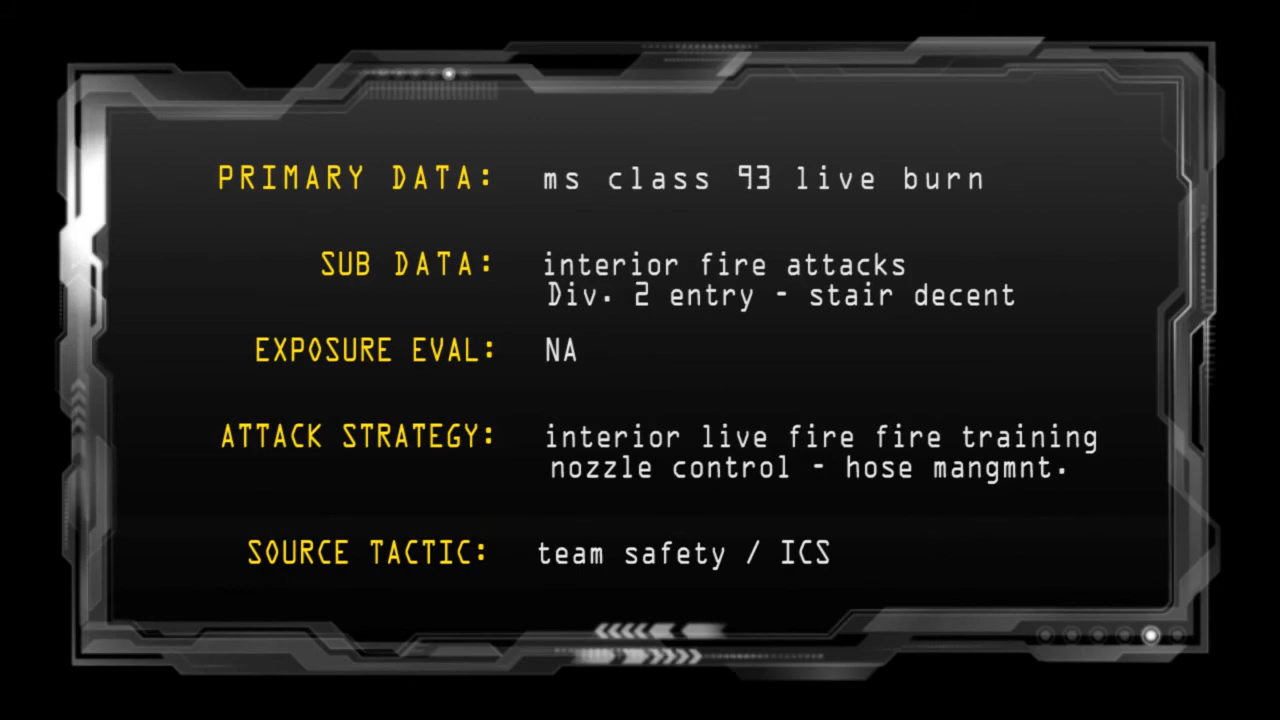 PRIMARY DATA: ms class 93 live burn
SUB DATA: interior fire attacks
Div. 2 entry - stair decent
EXPOSURE EVAL: NA
ATTACK STRATEGY: interior live fire fire training
nozzle control - hose mangmnt.
SOURCE TACTIC: team safety / ICS